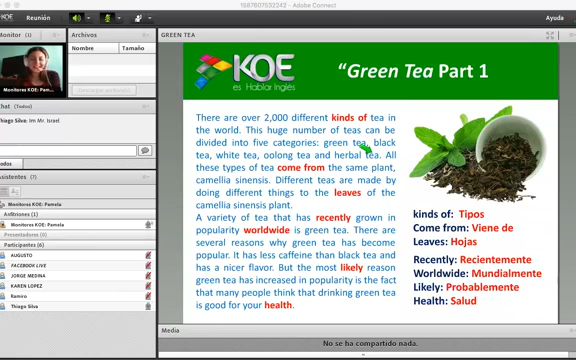 1687607532242 - Adobe Connect
KOE
Reunión
Ayuda
Monitor (1)
Archivos
GREEN TEA
Nombre
Tamaño
Monitores KOE: Pam...
Descargar archivo(s)
Chat (Todos)
Thiago Silva: Im Mr. Israel
Todos
Asistentes (7)
Monitores KOE: Pamela
Anfitriones (1)
Monitores KOE: Pamela
Presentadores (0)
Participantes (6)
AUGUSTO
FACEBOOK LIVE
JORGE MEDINA
KAREN LOPEZ
Ramiro
Thiago Silva
KOE
es Hablar Inglés
“Green Tea Part 1
There are over 2,000 different kinds of tea in
the world. This huge number of teas can be
divided into five categories: green tea, black
tea, white tea, oolong tea and herbal tea. All
these types of tea come from the same plant,
camellia sinensis. Different teas are made by
doing different things to the leaves of the
camellia sinensis plant.
A variety of tea that has recently grown in
popularity worldwide is green tea. There are
several reasons why green tea has become
popular. It has less caffeine than black tea and
has a nicer flavor. But the most likely reason
green tea has increased in popularity is the fact
that many people think that drinking green tea
is good for your health.
kinds of: Tipos
Come from: Viene de
Leaves: Hojas
Recently: Recientemente
Worldwide: Mundialmente
Likely: Probablemente
Health: Salud
Media
No se ha compartido nada.